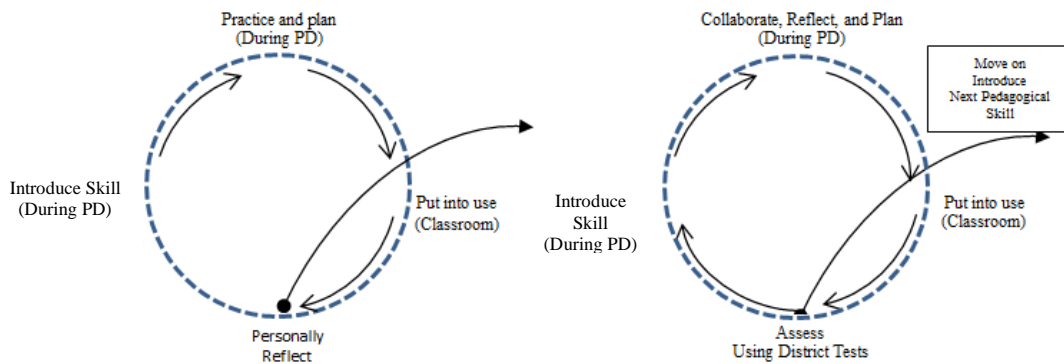 Practice and plan
(During PD)
Introduce Skill
(During PD)
Put into use
(Classroom)
Personally
Reflect
Collaborate, Reflect, and Plan
(During PD)
Move on
Introduce
Next Pedagogical
Skill
Introduce
Skill
(During PD)
Put into use
(Classroom)
Assess
Using District Tests